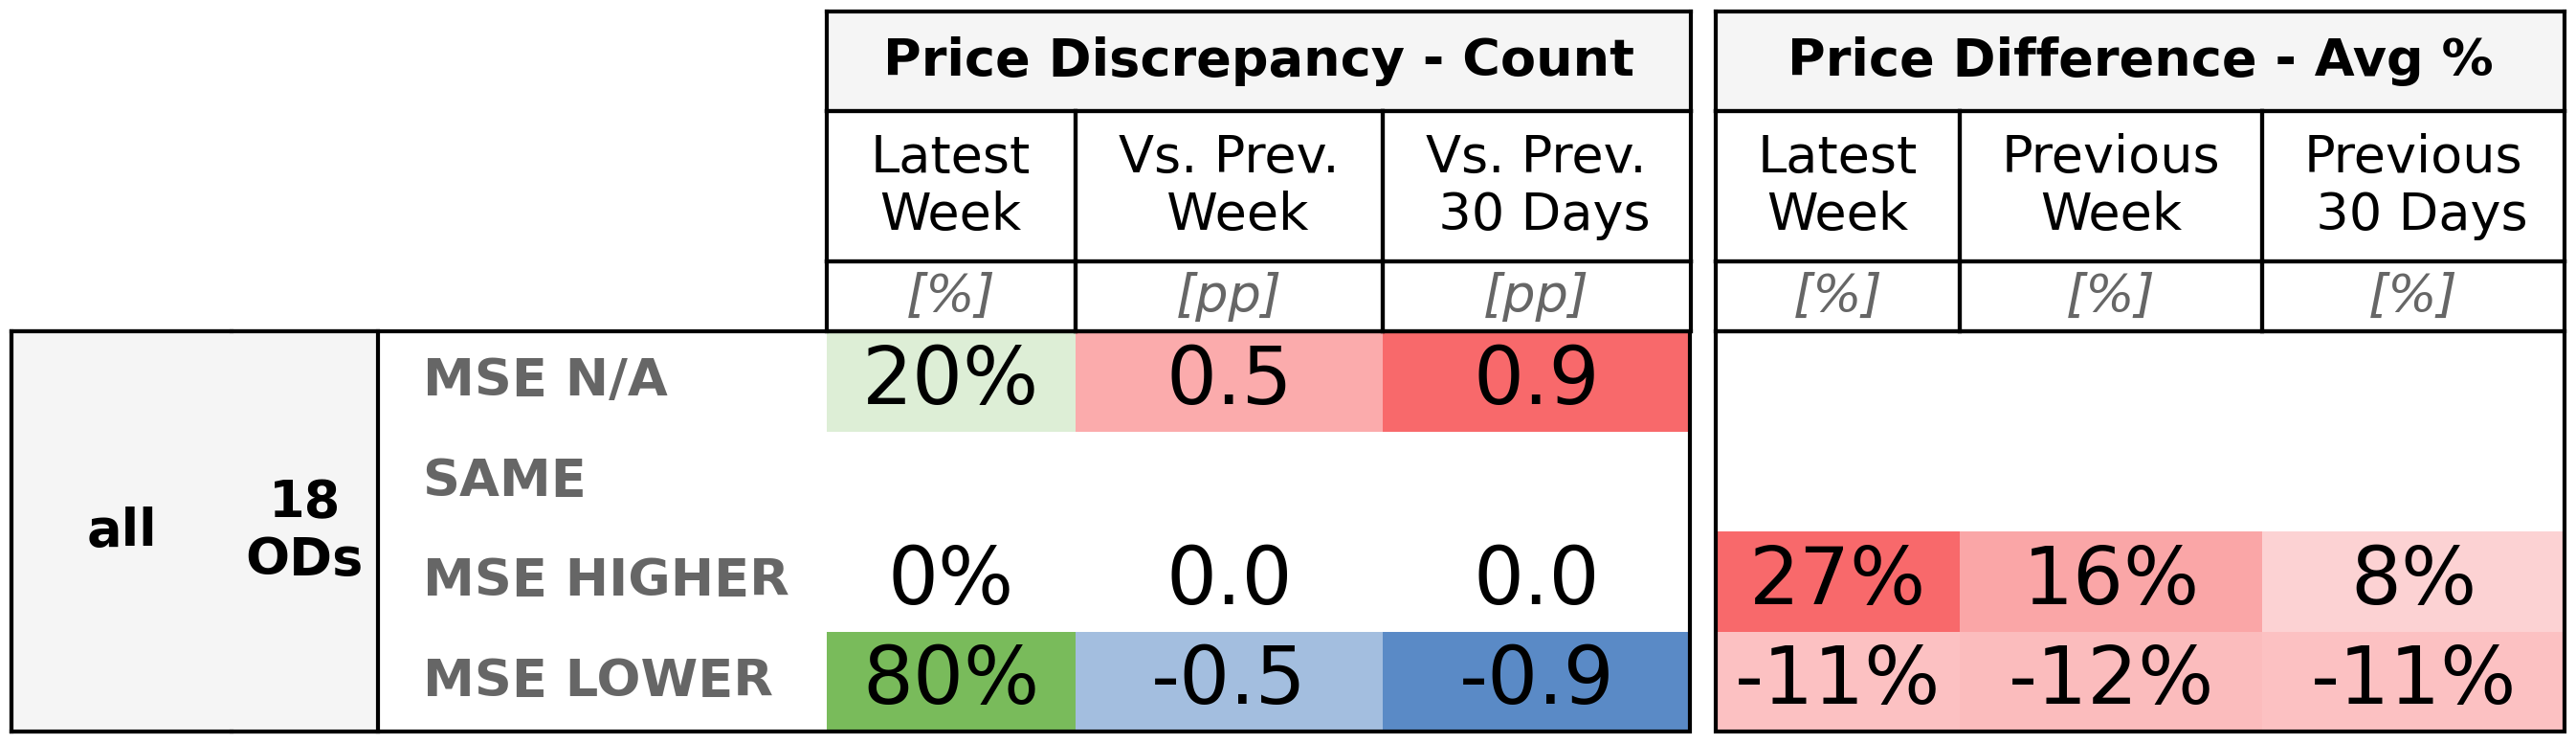 Price Discrepancy - Count Price Difference - Avg %
Latest Week Vs. Prev. Week Vs. Prev. 30 Days Latest Week Previous Week Previous 30 Days
[%] [pp] [pp] [%] [%] [%]
all 18 ODs
MSE N/A 20% 0.5 0.9
SAME
MSE HIGHER 0% 0.0 0.0 27% 16% 8%
MSE LOWER 80% -0.5 -0.9 -11% -12% -11%